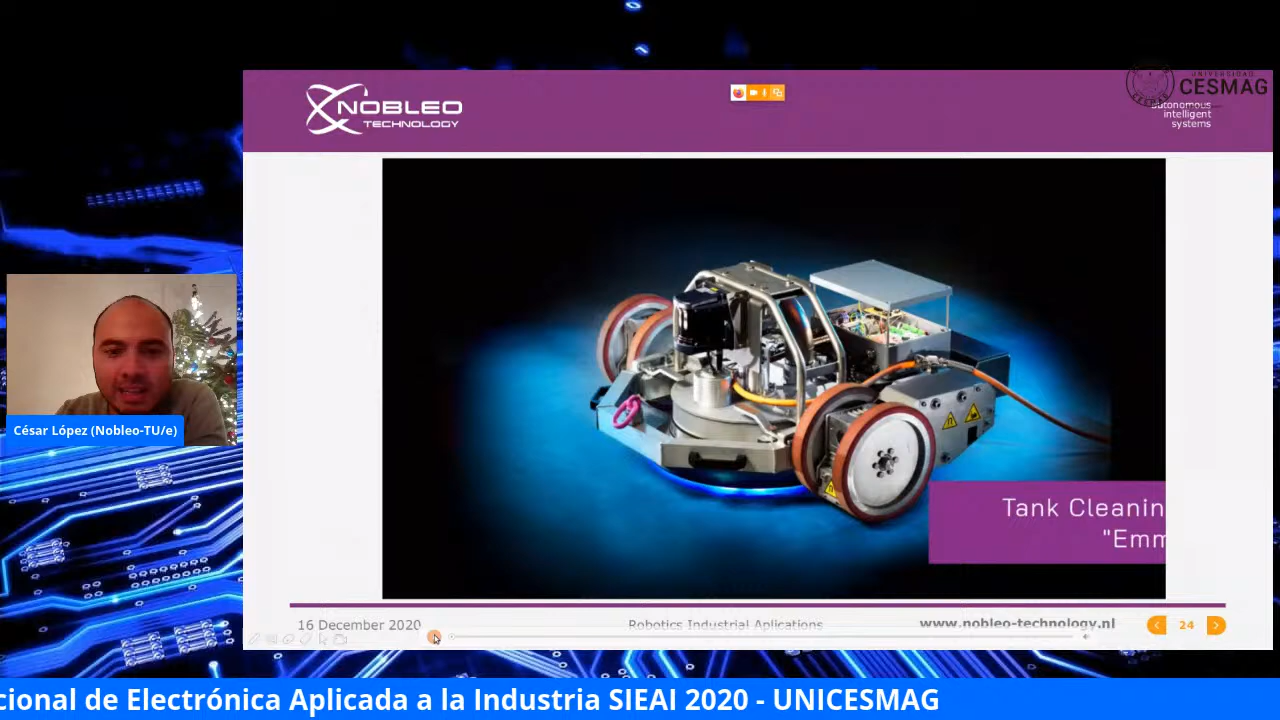 NOBLEO
TECHNOLOGY
UNIVERSIDAD
CESMAG
autonomous
intelligent
systems
César López (Nobleo-TU/e)
Tank Cleanin
"Emm
16 December 2020
Robotics Industrial Aplications
www.nobleo-technology.nl
24
cional de Electrónica Aplicada a la Industria SIEAI 2020 - UNICESMAG